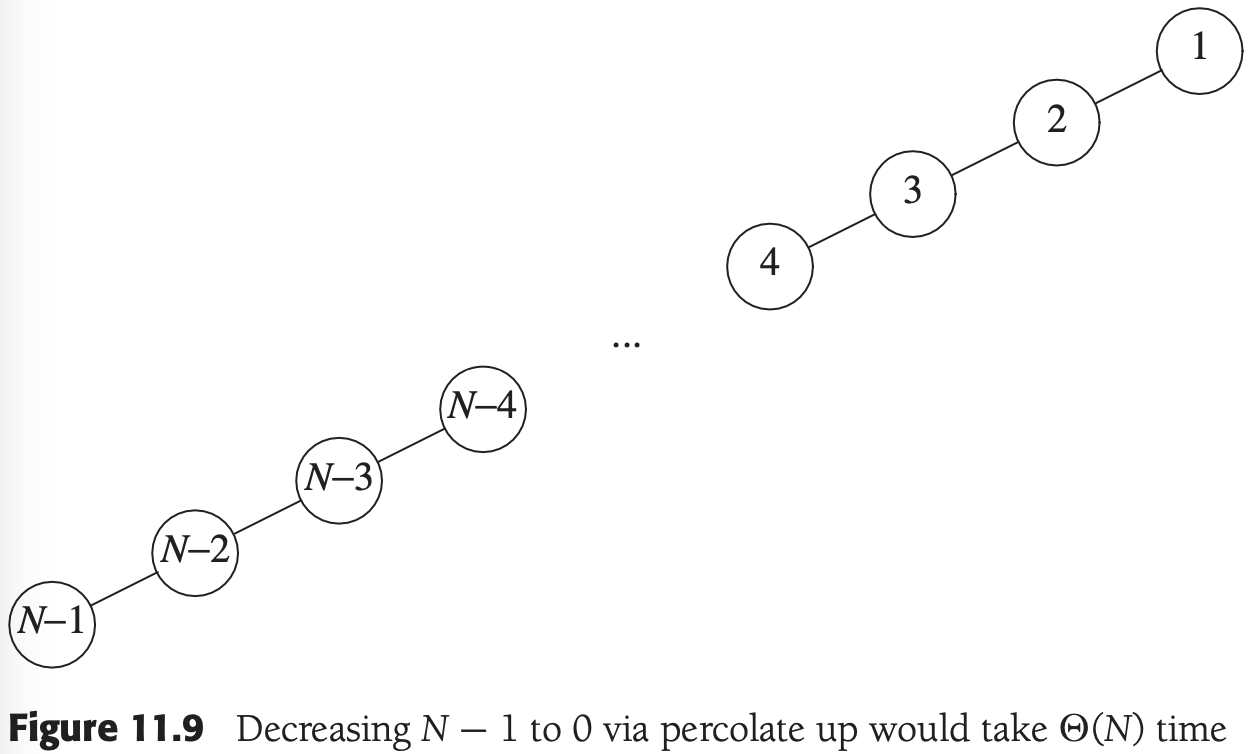 1
2
3
4
...
N–4
N–3
N–2
N–1
Figure 11.9 Decreasing N − 1 to 0 via percolate up would take Θ(N) time